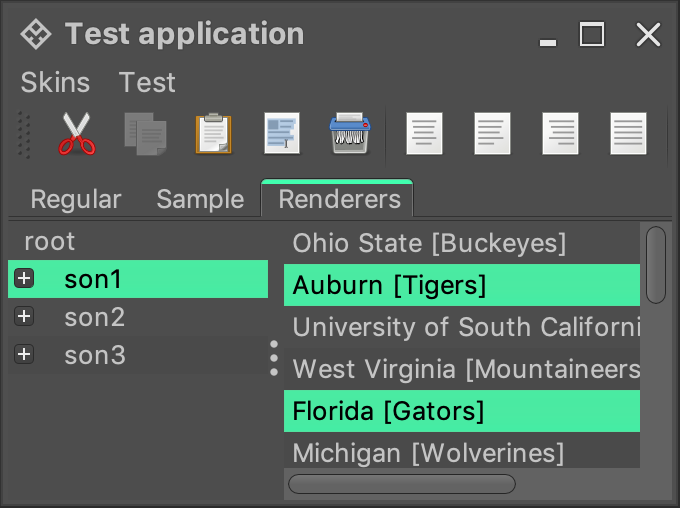 Test application
Skins Test
Regular Sample Renderers
root
son1
son2
son3
Ohio State [Buckeyes]
Auburn [Tigers]
University of South Californi
West Virginia [Mountaineers
Florida [Gators]
Michigan [Wolverines]